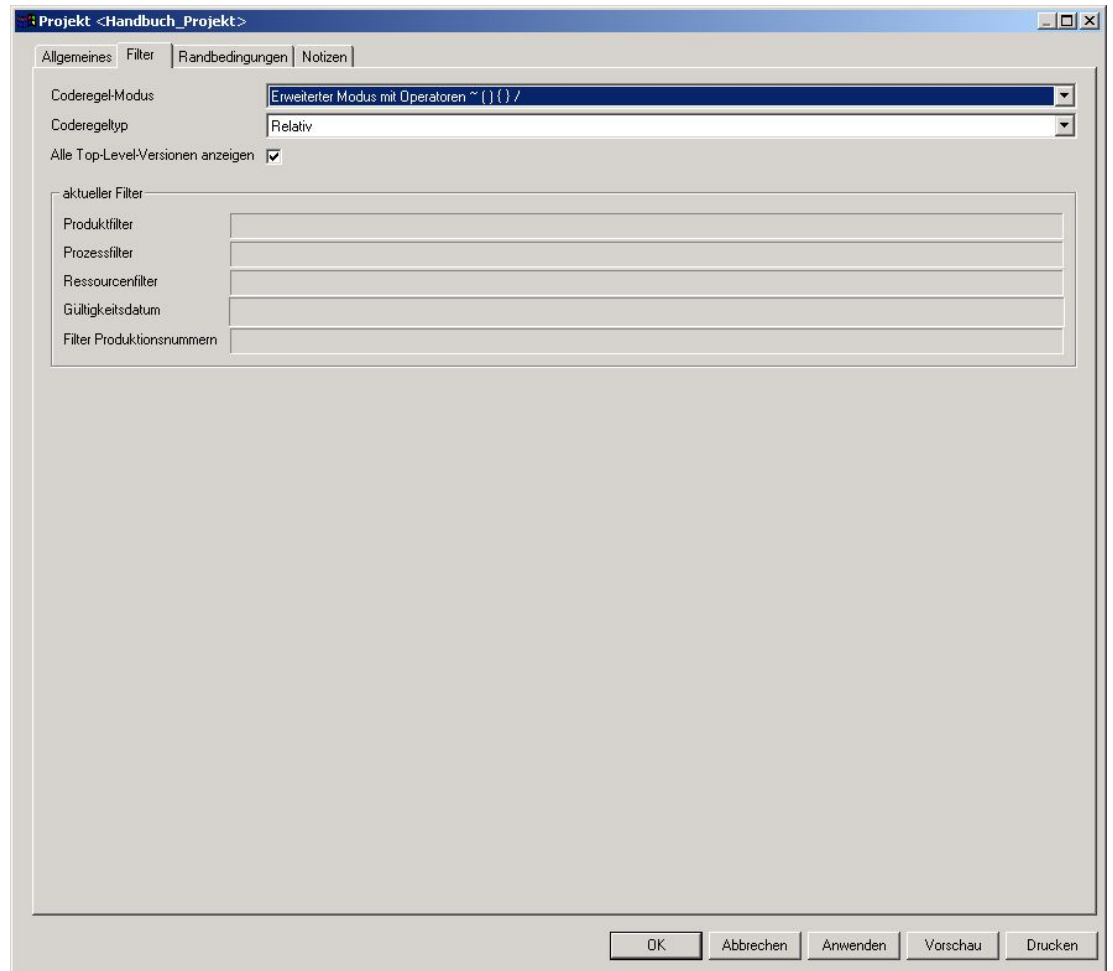 Projekt <Handbuch_Projekt>
Allgemeines Filter Randbedingungen Notizen
Coderegel-Modus Erweiterter Modus mit Operatoren ~ ( ) { } /
Coderegeltyp Relativ
Alle Top-Level-Versionen anzeigen
aktueller Filter
Produktfilter
Prozessfilter
Ressourcenfilter
Gültigkeitsdatum
Filter Produktionsnummern
OK Abbrechen Anwenden Vorschau Drucken